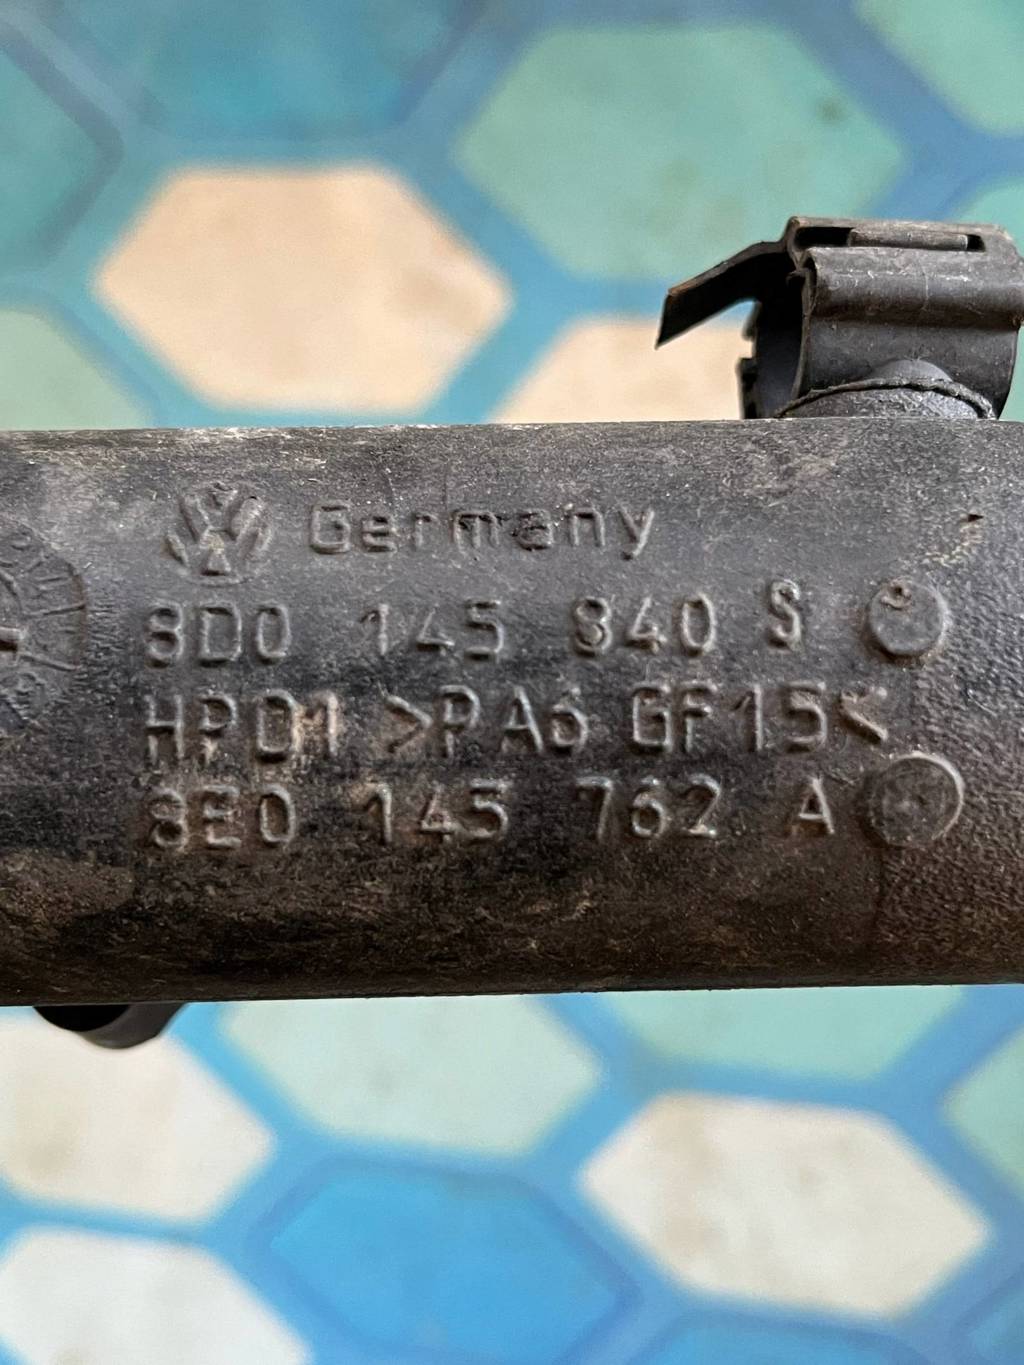 Germany
8D0 145 840 S
HPD1 >PA6 GF15<
8E0 145 762 A